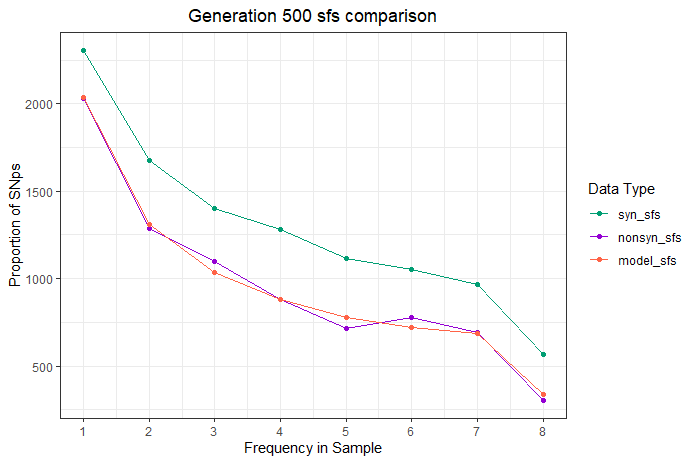 Generation 500 sfs comparison
Proportion of SNps
2000
1500
1000
500
1 2 3 4 5 6 7 8
Frequency in Sample
Data Type
syn_sfs
nonsyn_sfs
model_sfs